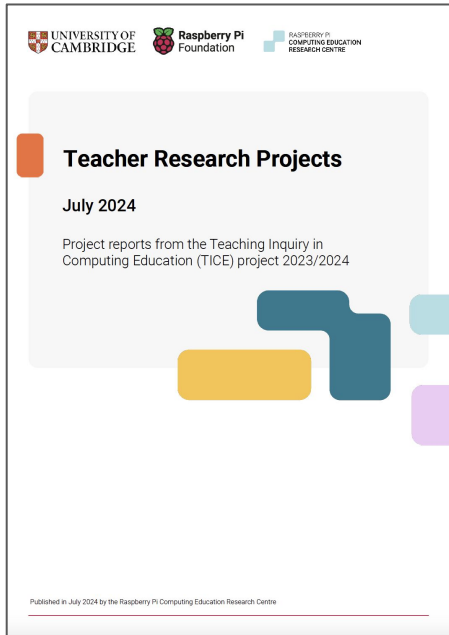 UNIVERSITY OF
CAMBRIDGE
Raspberry Pi
Foundation
RASPBERRY PI
COMPUTING EDUCATION
RESEARCH CENTRE
Teacher Research Projects
July 2024
Project reports from the Teaching Inquiry in
Computing Education (TICE) project 2023/2024
Published in July 2024 by the Raspberry Pi Computing Education Research Centre